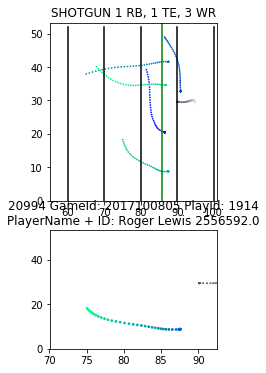 SHOTGUN 1 RB, 1 TE, 3 WR
50
40
30
20
10
0
60 70 80 90 100
20994 GameId: 2017100805 PlayId: 1914
PlayerName + ID: Roger Lewis 2556592.0
40
20
0
70 75 80 85 90